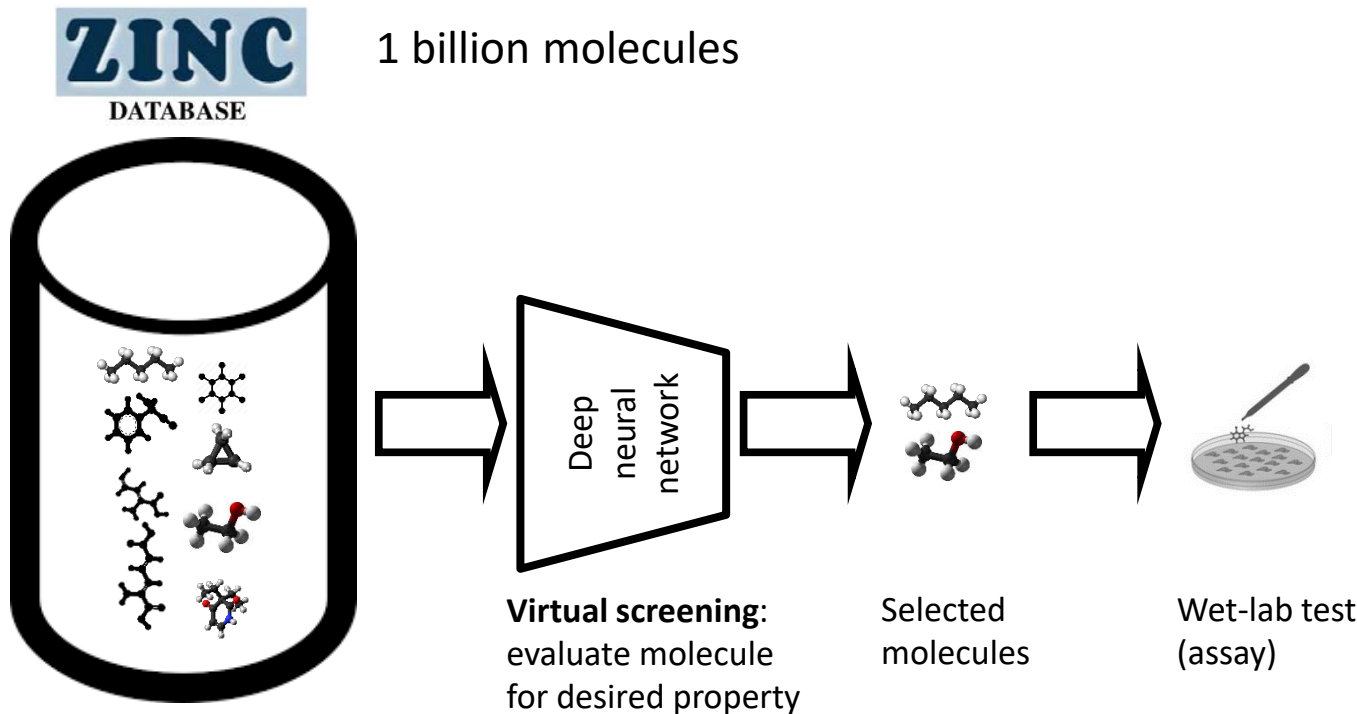 ZINC
DATABASE
1 billion molecules
Deep
neural
network
Virtual screening:
evaluate molecule
for desired property
Selected
molecules
Wet-lab test
(assay)